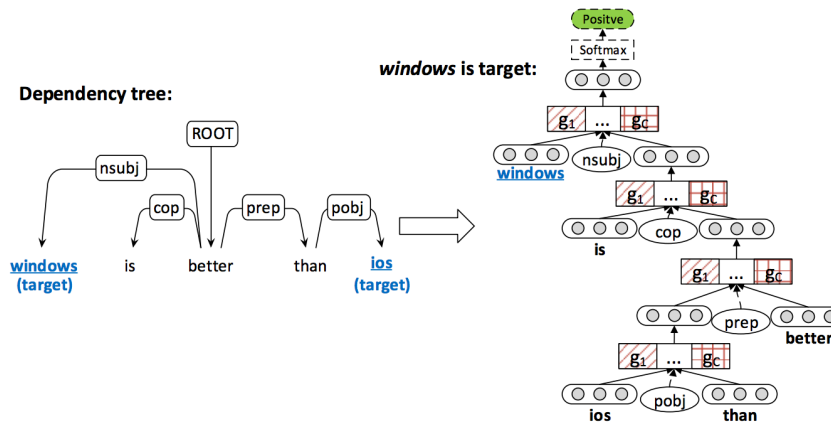 Dependency tree:
ROOT
nsubj
cop
prep
pobj
windows
(target)
is
better
than
ios
(target)
windows is target:
Positve
Softmax
g1 ... gC
windows
nsubj
g1 ... gC
is
cop
g1 ... gC
prep
better
g1 ... gC
ios
pobj
than